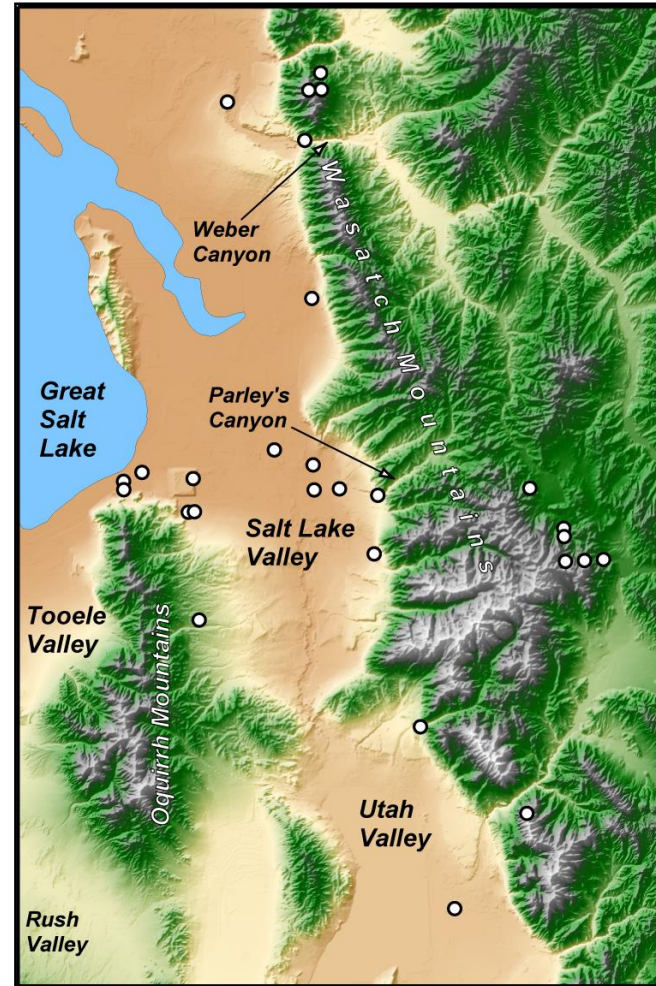 Weber
Canyon
Wasatch Mountains
Great
Salt
Lake
Parley's
Canyon
Salt Lake
Valley
Tooele
Valley
Oquirrh Mountains
Utah
Valley
Rush
Valley